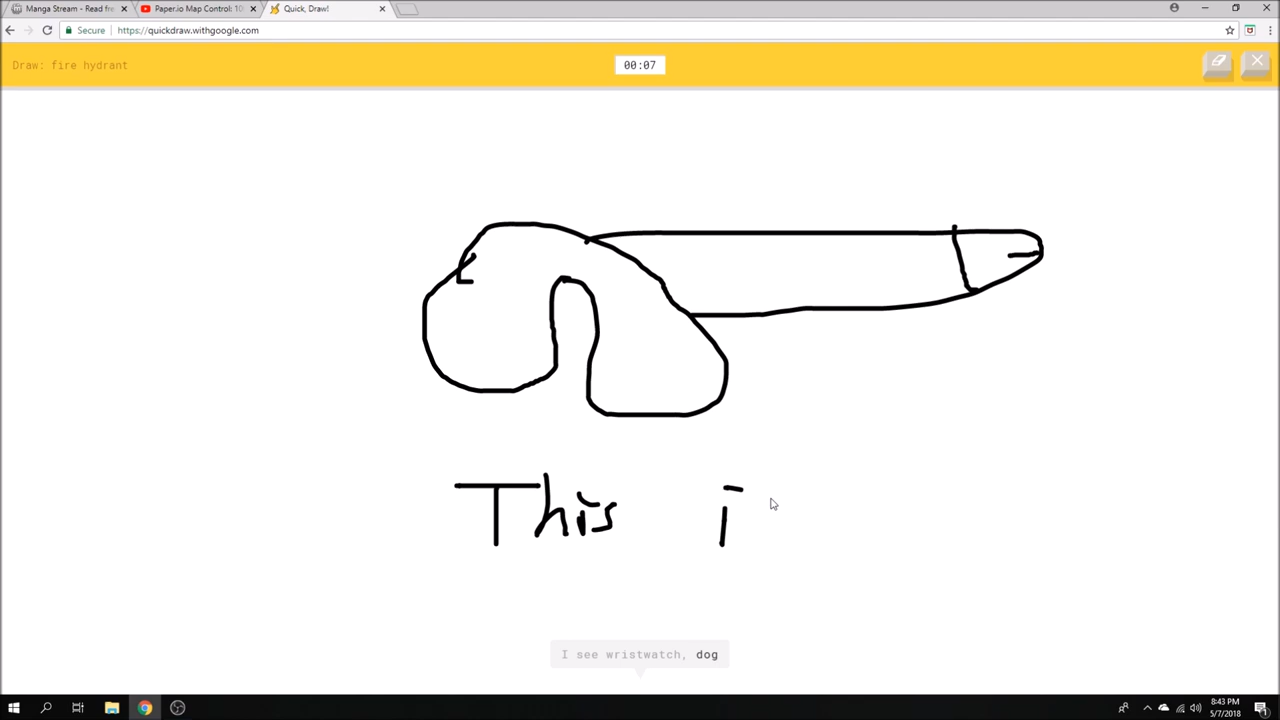 Manga Stream - Read fre
Paper.io Map Control: 10
Quick, Draw!
Secure
https://quickdraw.withgoogle.com
Draw: fire hydrant
00:07
This i
I see wristwatch, dog
8:43 PM
5/7/2018